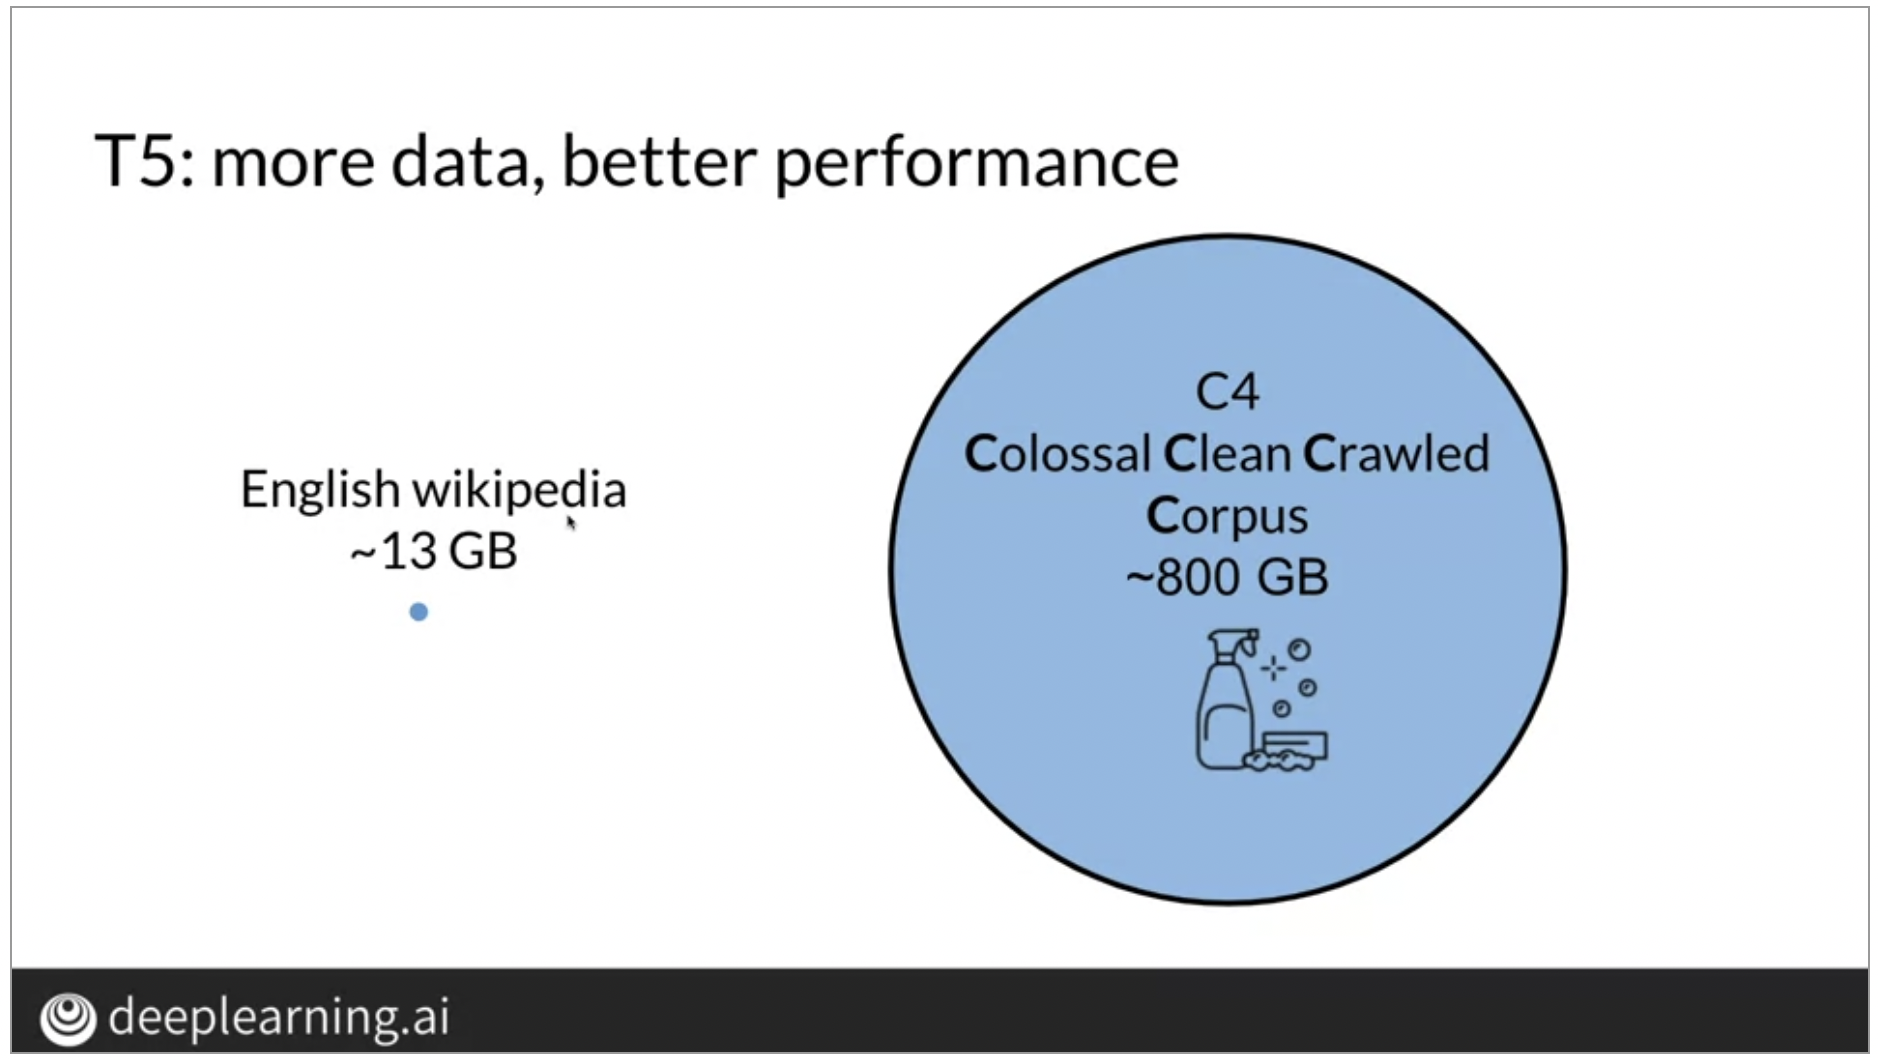 T5: more data, better performance
English wikipedia
~13 GB
C4
Colossal Clean Crawled
Corpus
~800 GB
deeplearning.ai